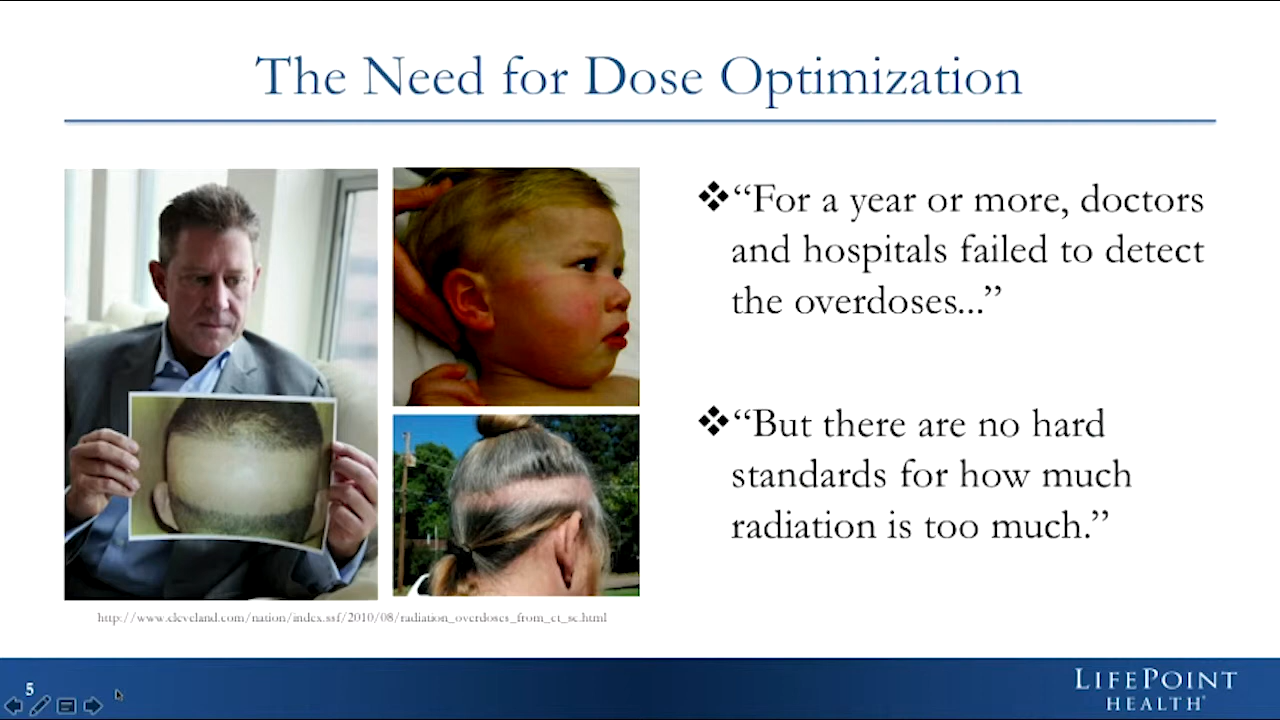 The Need for Dose Optimization
“For a year or more, doctors
and hospitals failed to detect
the overdoses...”
“But there are no hard
standards for how much
radiation is too much.”
http://www.cleveland.com/nation/index.ssf/2010/08/radiation_overdoses_from_ct_sc.html
5
LIFEPOINT
HEALTH®